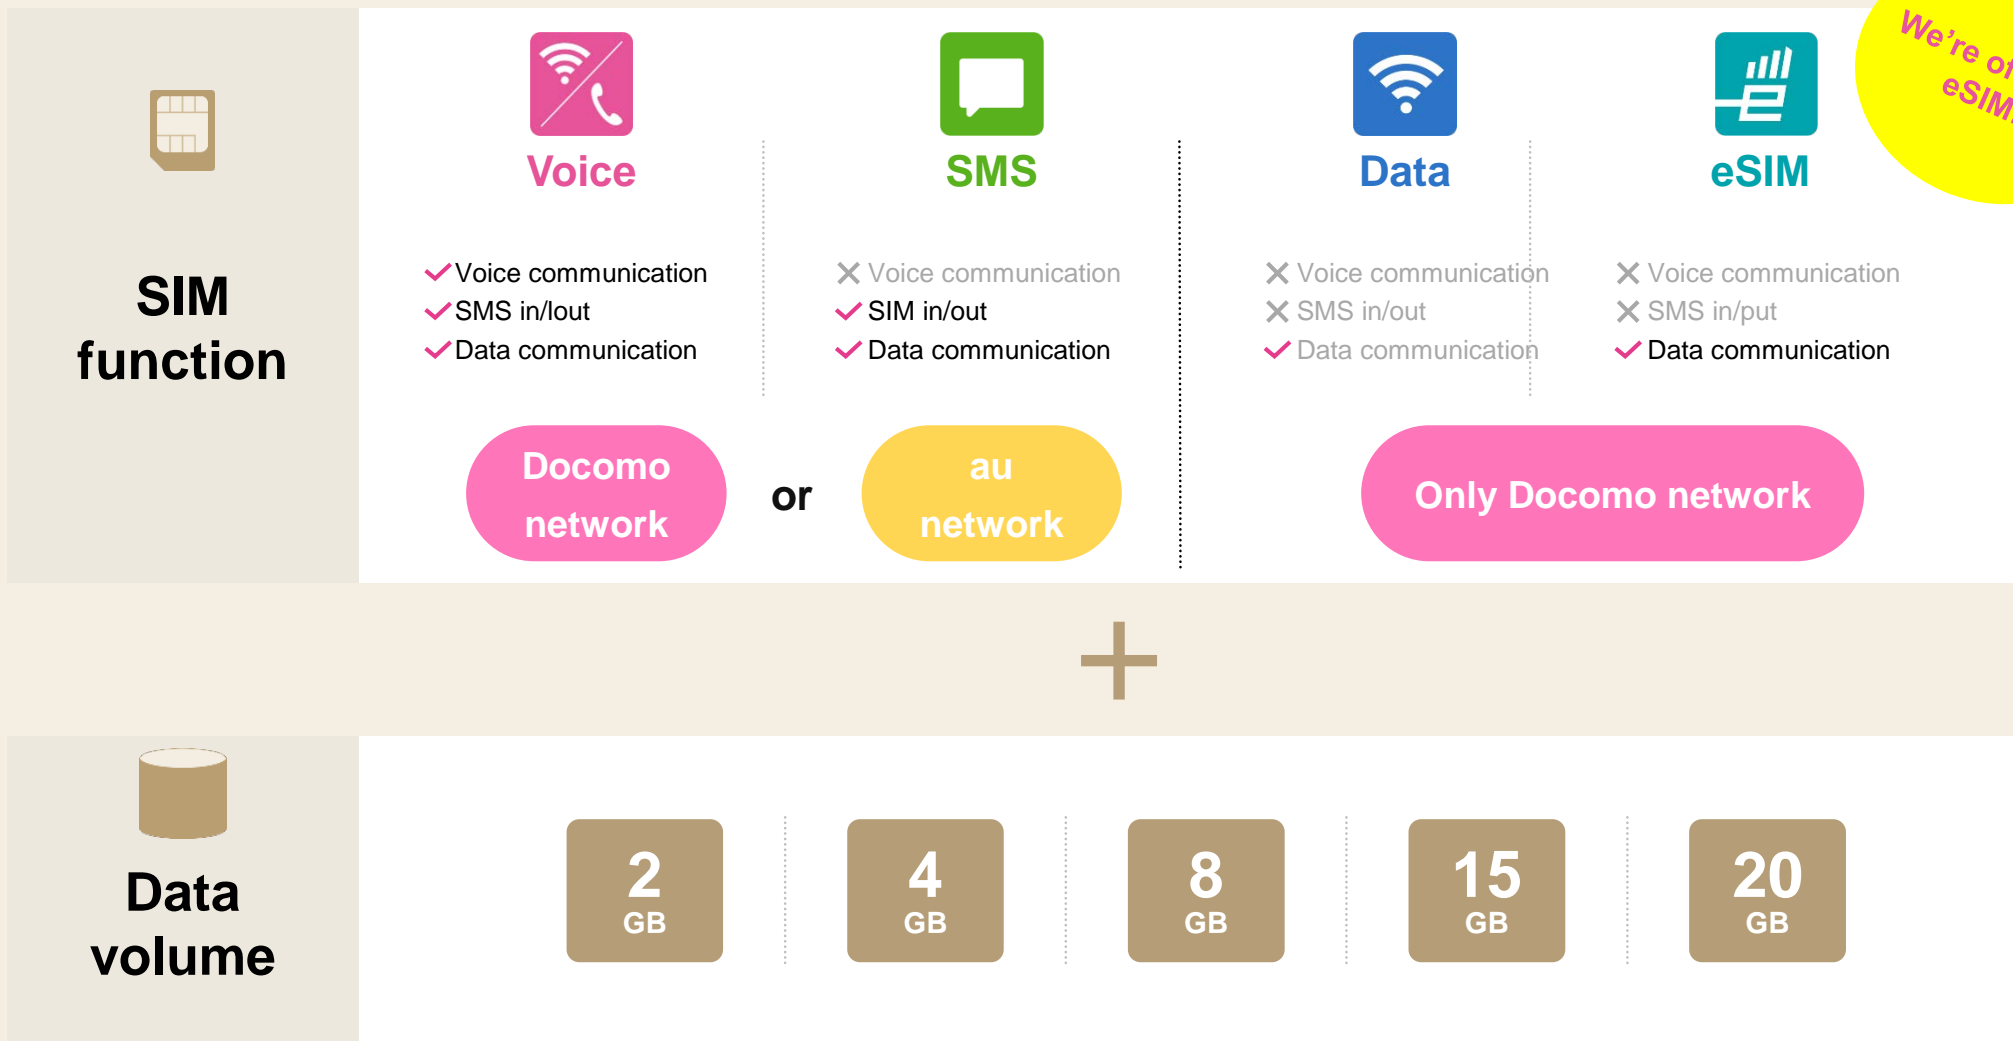 We're of
eSIM
Voice
SMS
Data
eSIM
SIM
function
Voice communication
SMS in/lout
Data communication
Voice communication
SIM in/out
Data communication
Voice communication
SMS in/out
Data communication
Voice communication
SMS in/put
Data communication
Docomo
network
or
au
network
Only Docomo network
Data
volume
2
GB
4
GB
8
GB
15
GB
20
GB